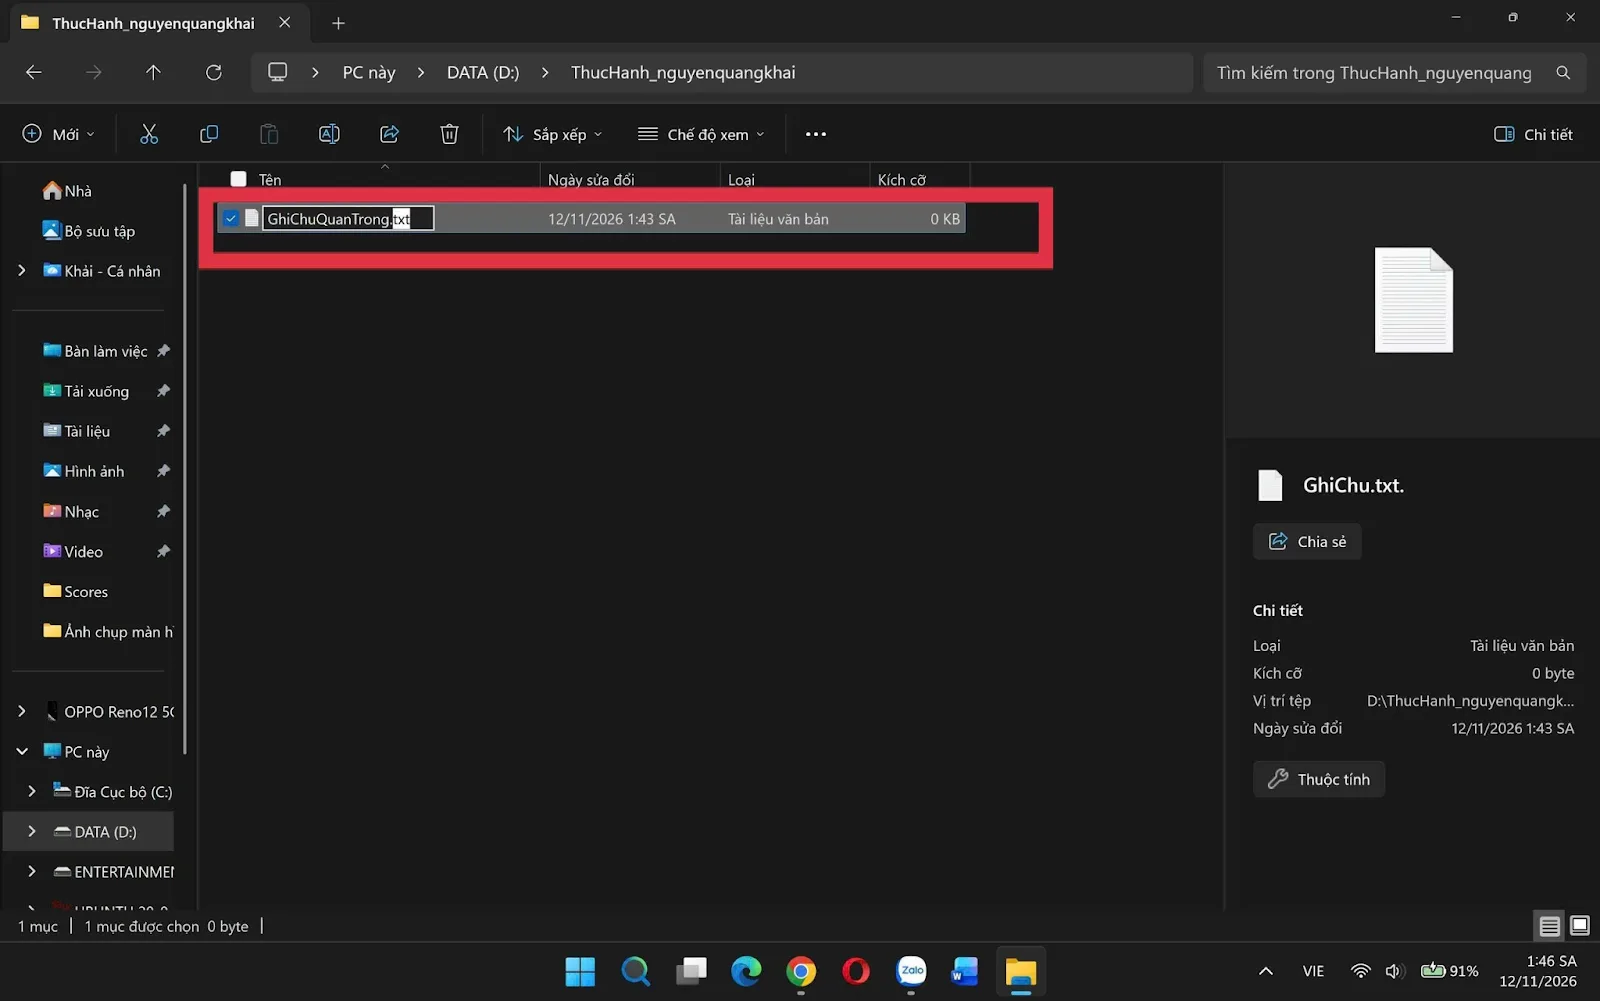 ThucHanh_nguyenquangkhai
PC này
DATA (D:)
ThucHanh_nguyenquangkhai
Tìm kiếm trong ThucHanh_nguyenquang
Mới
Sắp xếp
Chế độ xem
Chi tiết
Tên
Ngày sửa đổi
Loại
Kích cỡ
GhiChuQuanTrong.txt
12/11/2026 1:43 SA
Tài liệu văn bản
0 KB
Nhà
Bộ sưu tập
Khải - Cá nhân
Bàn làm việc
Tải xuống
Tài liệu
Hình ảnh
Nhạc
Video
Scores
Ảnh chụp màn h
OPPO Reno12 5G
PC này
Đĩa Cục bộ (C:)
DATA (D:)
ENTERTAINMEN
GhiChu.txt.
Chia sẻ
Chi tiết
Loại
Tài liệu văn bản
Kích cỡ
0 byte
Vị trí tệp
D:\ThucHanh_nguyenquangk...
Ngày sửa đổi
12/11/2026 1:43 SA
Thuộc tính
1 mục
1 mục được chọn 0 byte
Zalo
W
VIE
91%
1:46 SA
12/11/2026